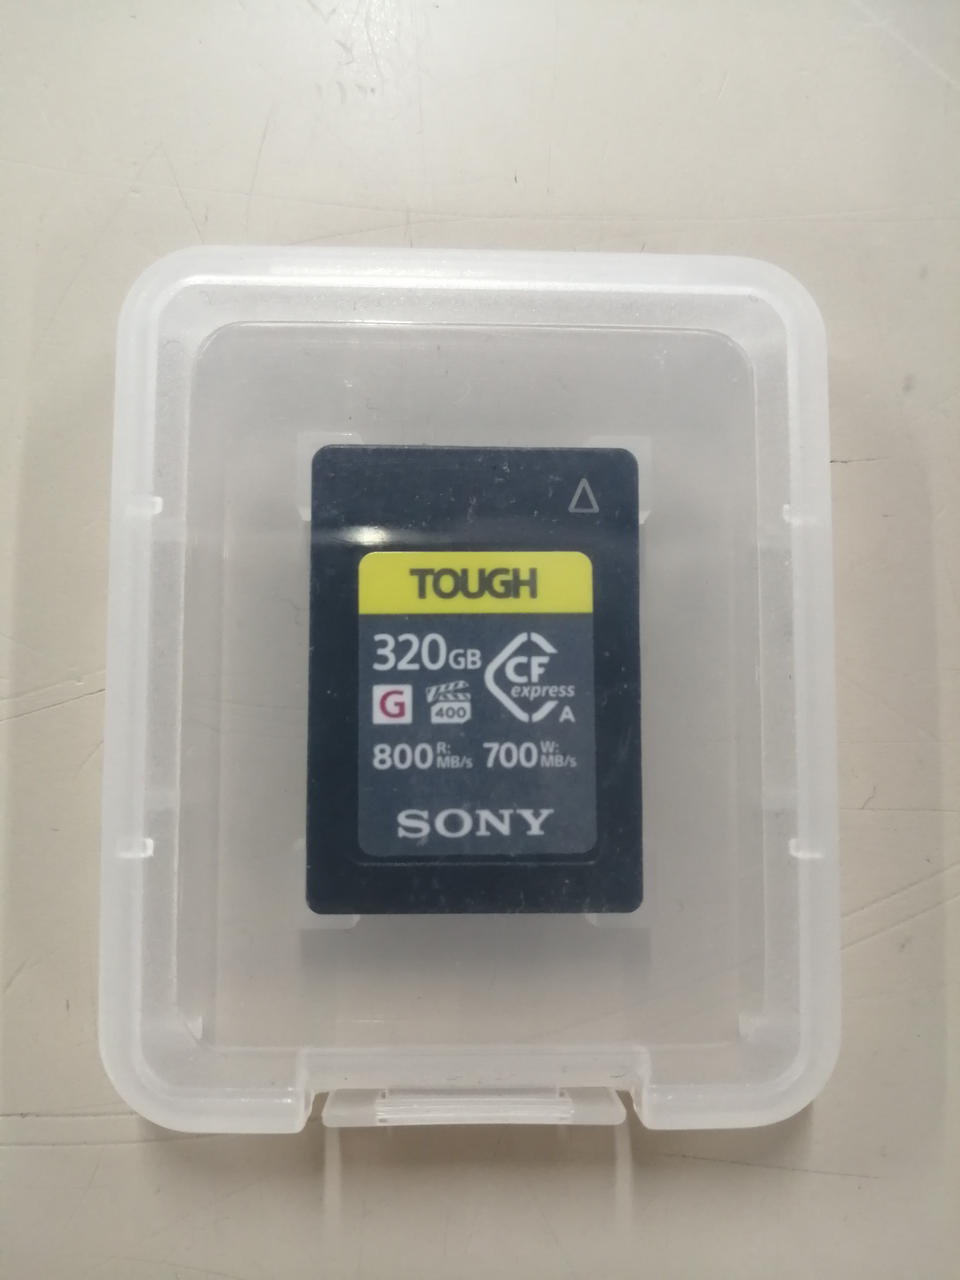 TOUGH
320GB
CF
express
A
G
400
800 R: MB/s 700 W: MB/s
SONY